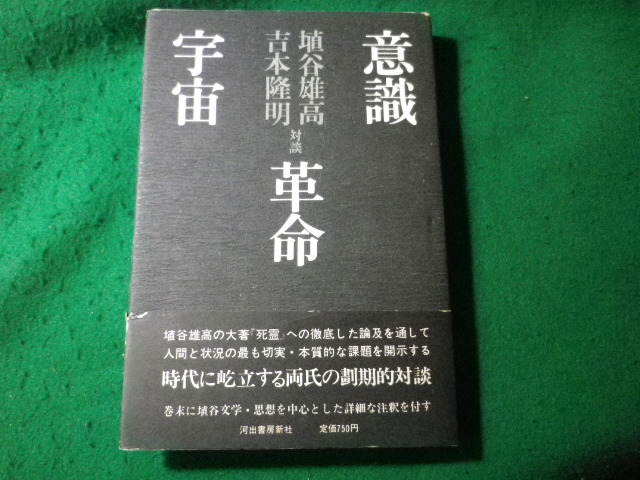 意識
革命
宇宙
埴谷雄高
吉本隆明
対談
埴谷雄高の大著『死霊』への徹底した論及を通して
人間と状況の最も切実・本質的な課題を開示する
時代に屹立する両氏の劃期的対談
巻末に埴谷文学・思想を中心とした詳細な注釈を付す
河出書房新社 定価750円